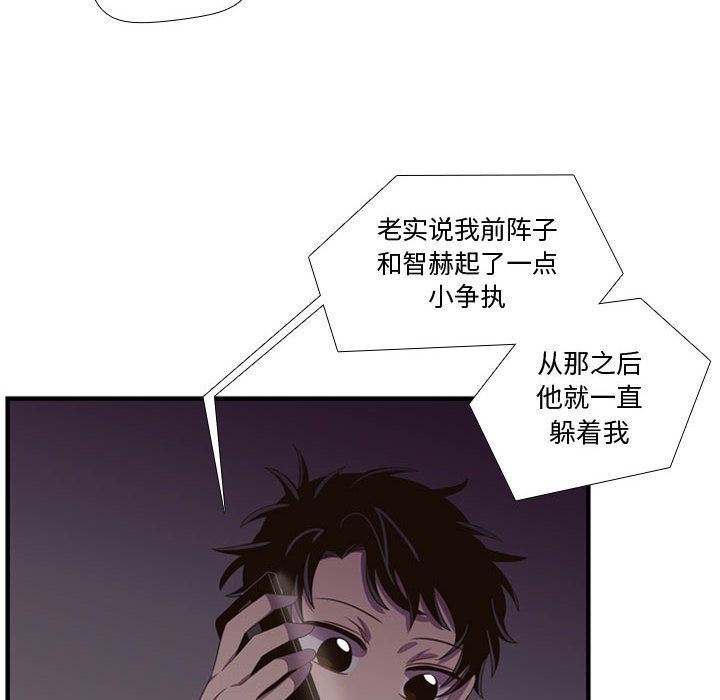 老实说我前阵子
和智赫起了一点
小争执
从那之后
他就一直
躲着我